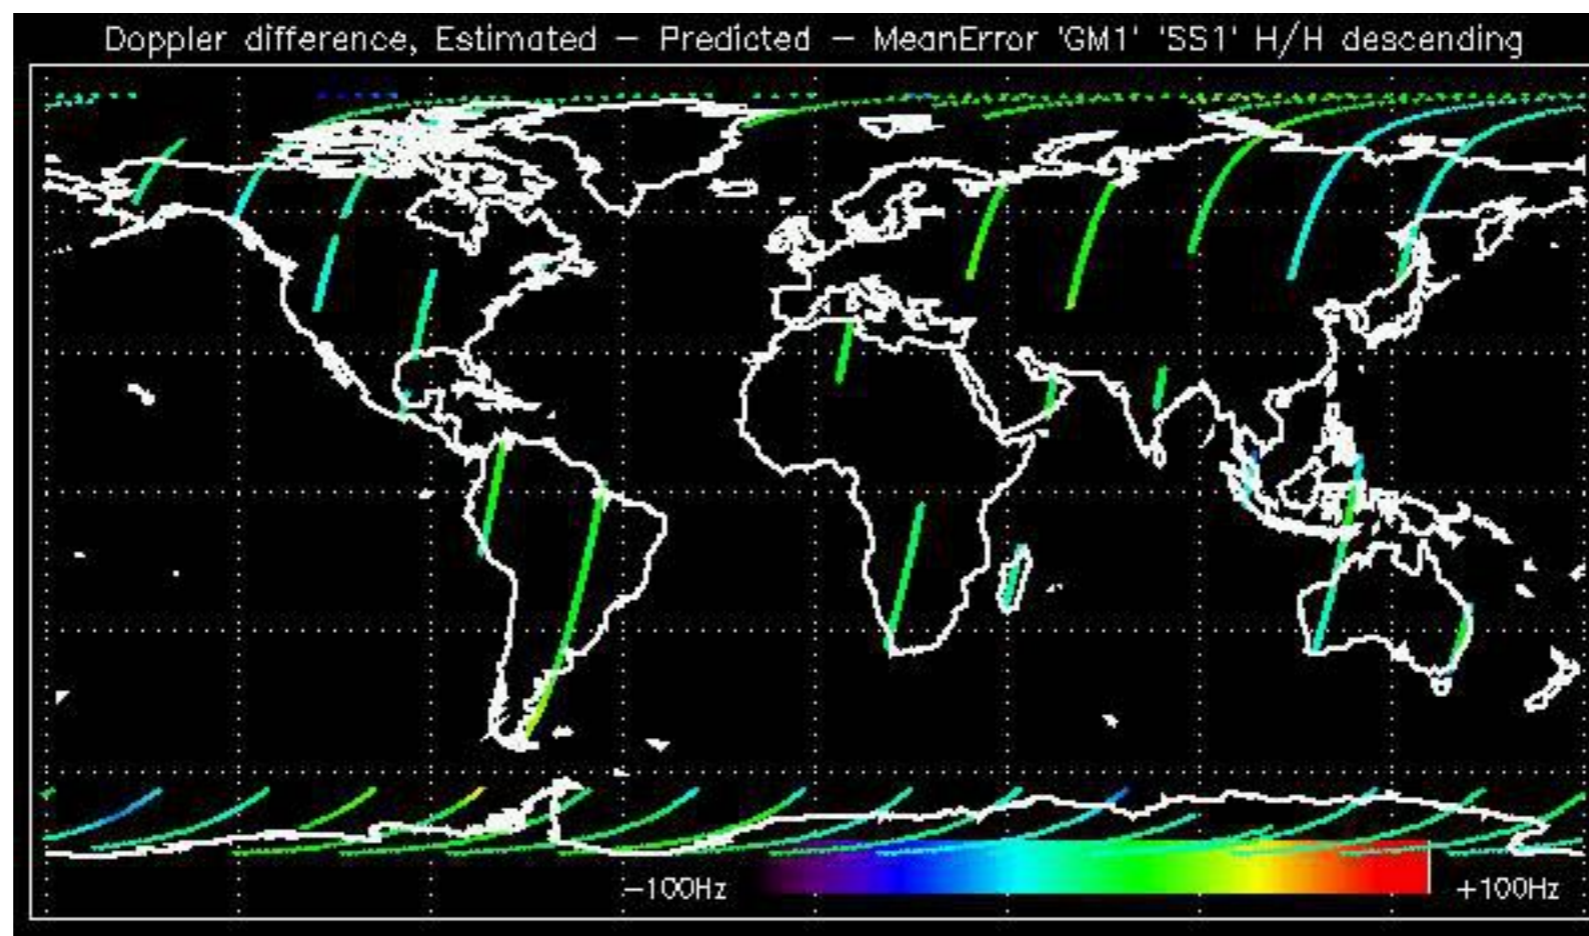 Doppler difference, Estimated – Predicted – MeanError 'GM1' 'SS1' H/H descending
–100Hz +100Hz